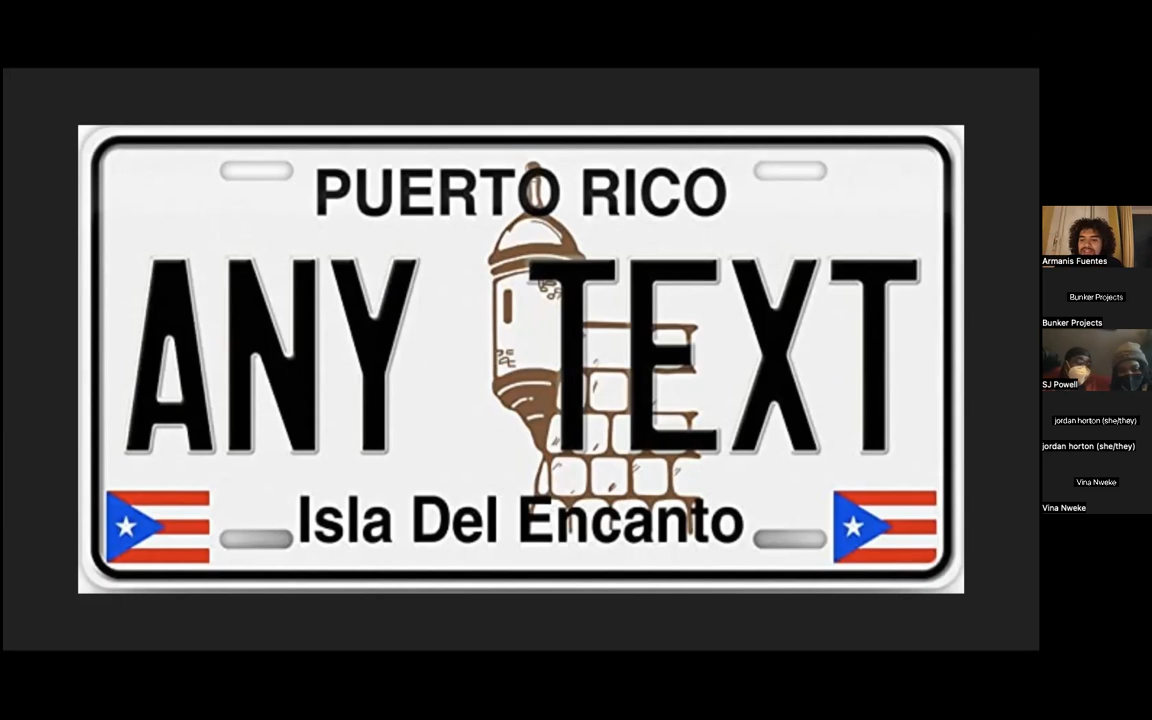 PUERTO RICO
ANY TEXT
Isla Del Encanto
Armanis Fuentes
Bunker Projects
Bunker Projects
SJ Powell
jordan horton (she/they)
jordan horton (she/they)
Vina Nweke
Vina Nweke